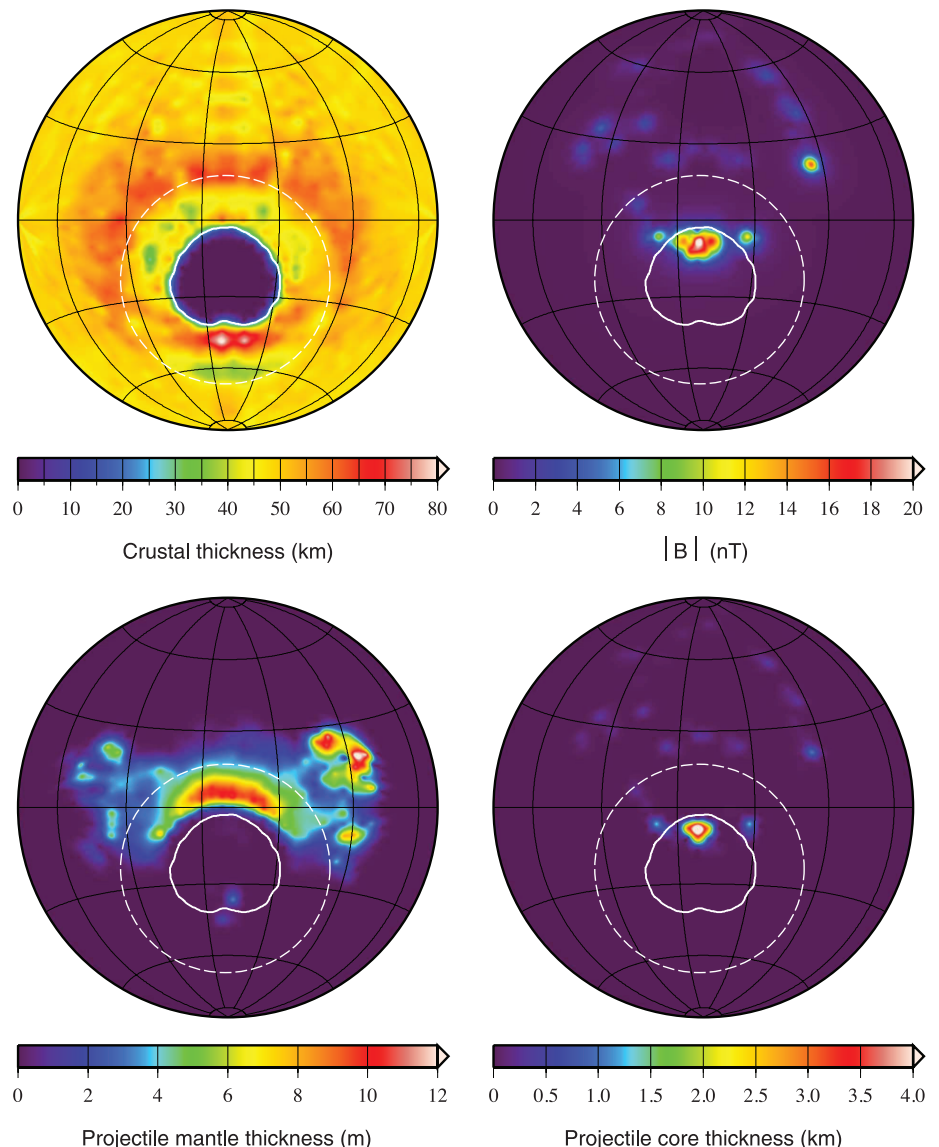 0 10 20 30 40 50 60 70 80
Crustal thickness (km)
0 2 4 6 8 10 12 14 16 18 20
|B| (nT)
0 2 4 6 8 10 12
Projectile mantle thickness (m)
0 0.5 1.0 1.5 2.0 2.5 3.0 3.5 4.0
Projectile core thickness (km)